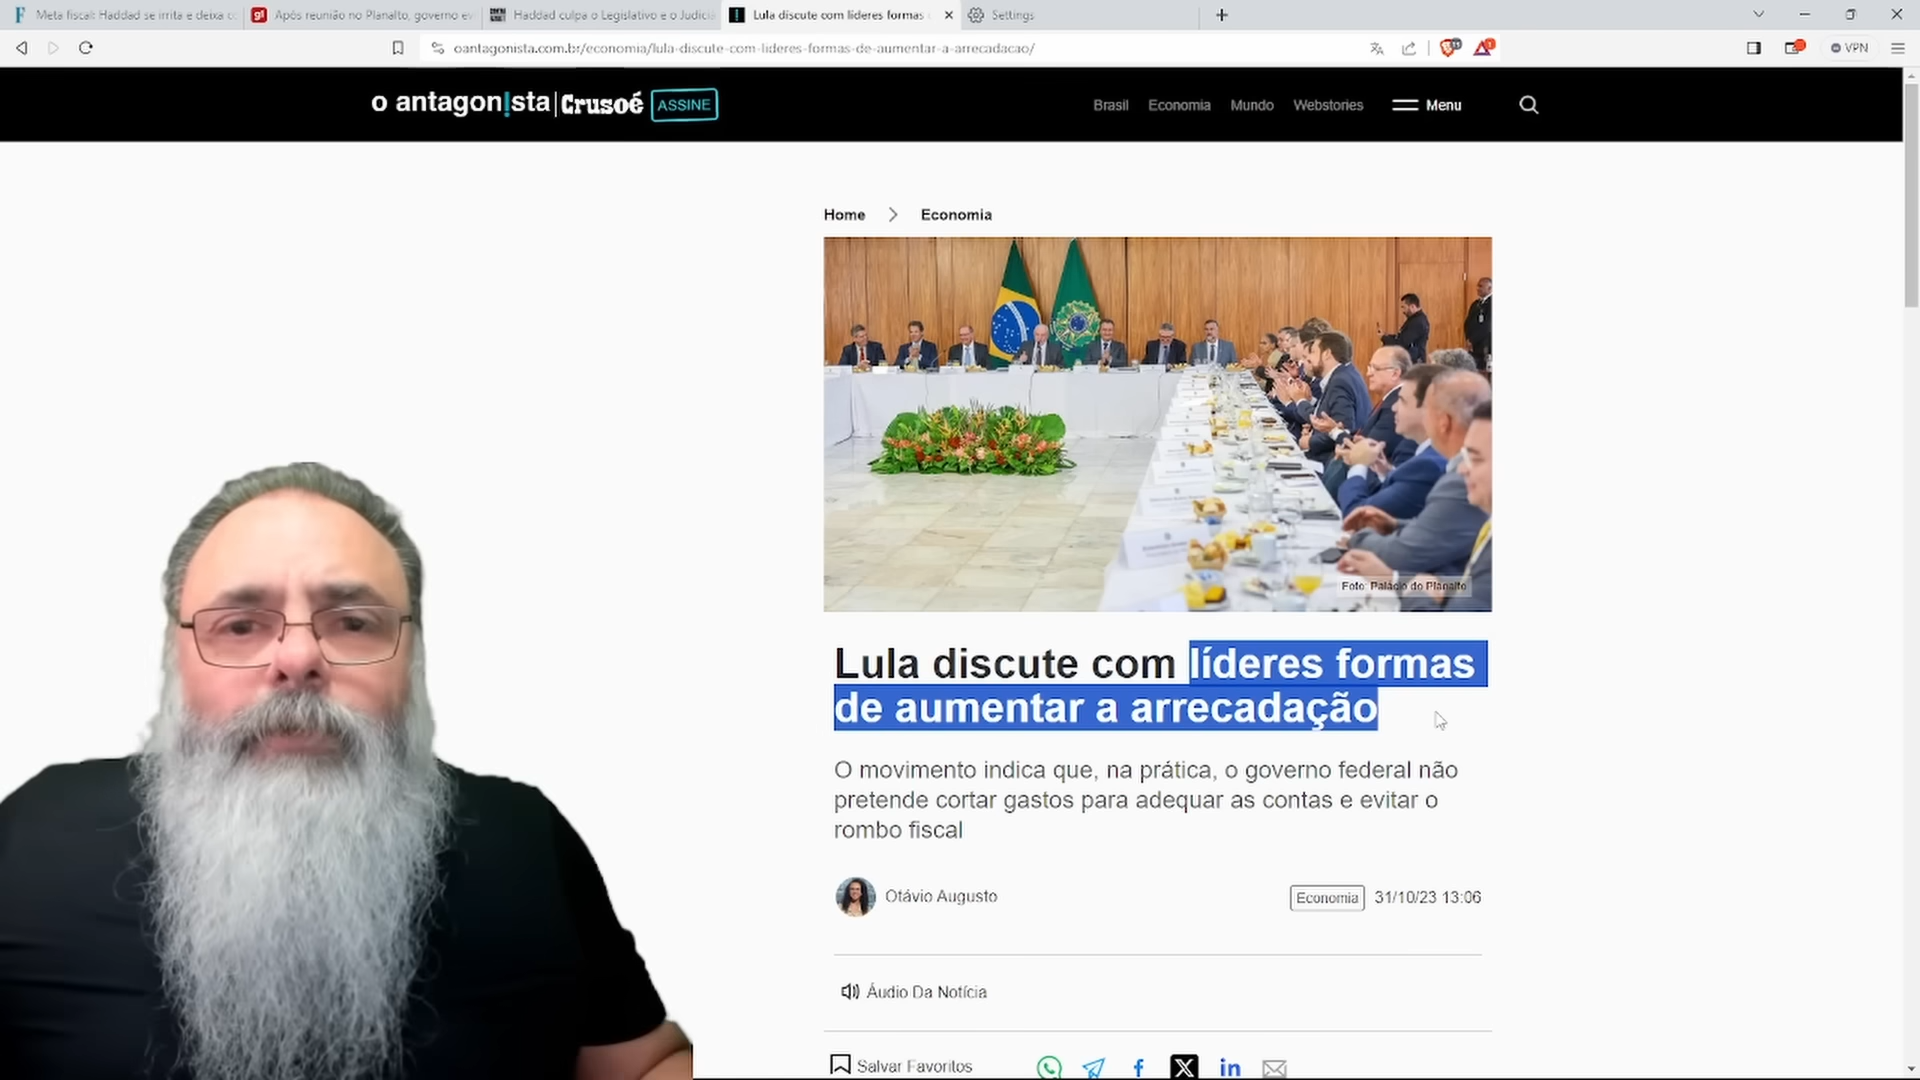 Meta fiscal: Haddad se irrita e deixa co
Após reunião no Planalto, governo ev
Haddad culpa o Legislativo e o Judiciá
Lula discute com líderes formas
Settings
oantagonista.com.br/economia/lula-discute-com-lideres-formas-de-aumentar-a-arrecadacao/
VPN
o antagon!sta
Crusoé
ASSINE
Brasil
Economia
Mundo
Webstories
Menu
Home
Economia
Foto: Palácio do Planalto
Lula discute com líderes formas
de aumentar a arrecadação
O movimento indica que, na prática, o governo federal não
pretende cortar gastos para adequar as contas e evitar o
rombo fiscal
Otávio Augusto
Economia
31/10/23 13:06
Áudio Da Notícia
Salvar Favoritos